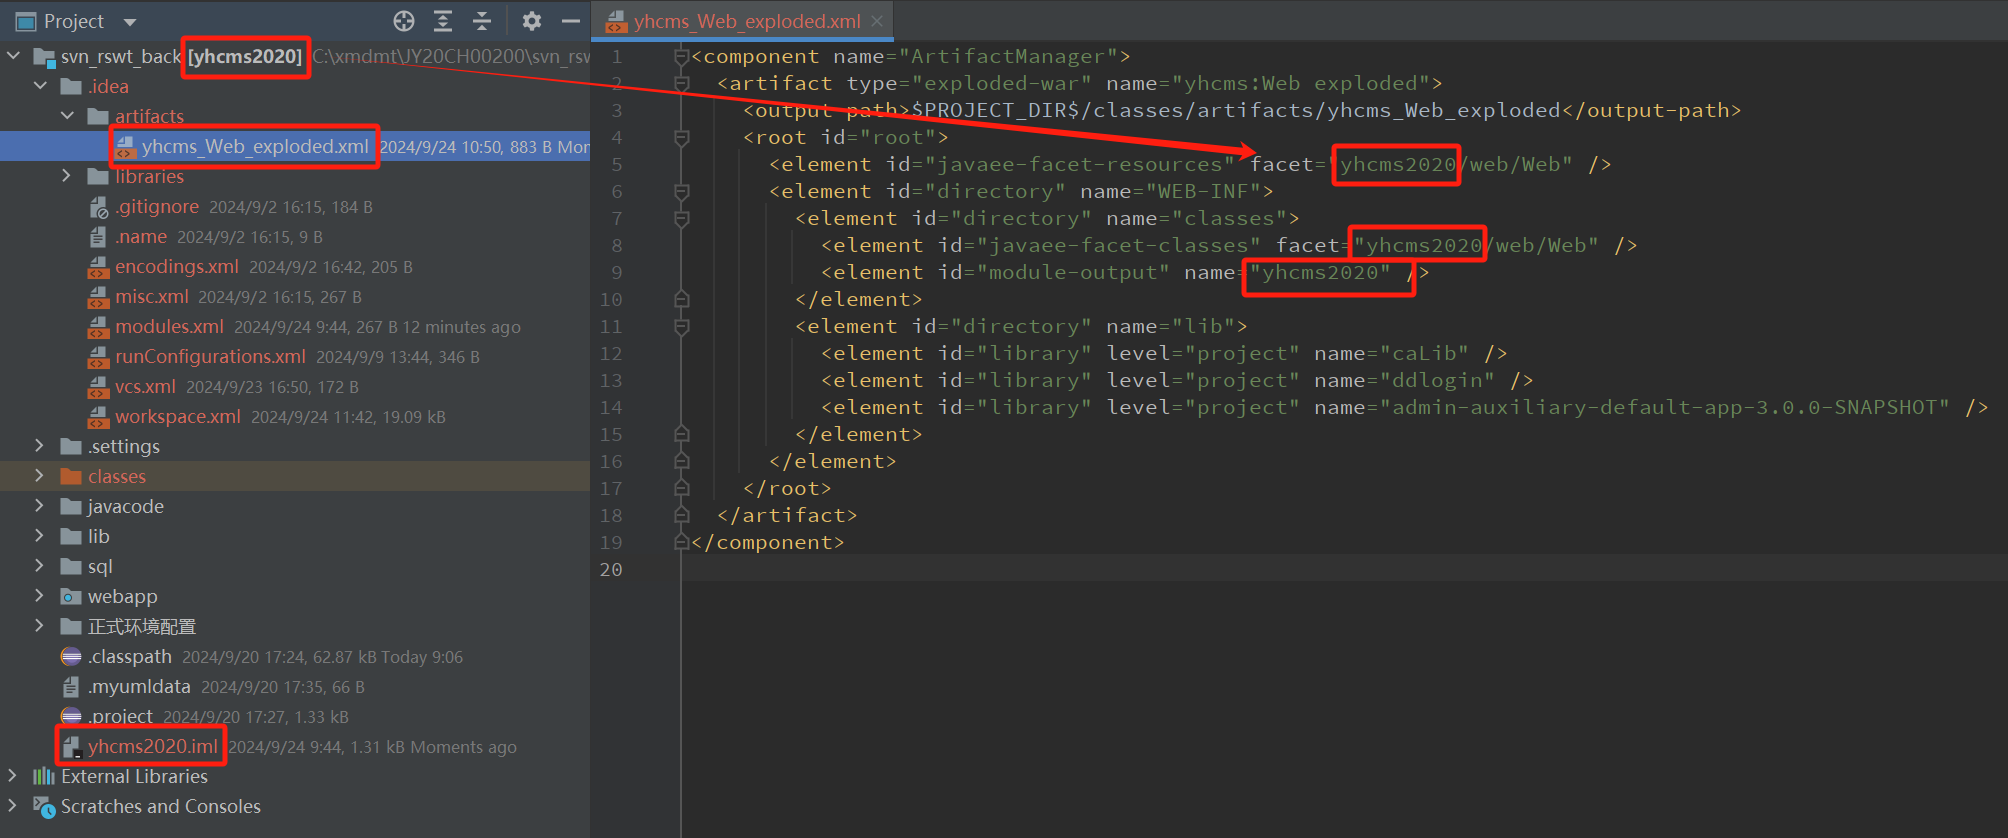 Project
svn_rswt_back [yhcms2020] C:\xmdmt\JY20CH00200\svn_rsw
.idea
artifacts
yhcms_Web_exploded.xml 2024/9/24 10:50, 883 B Mom
libraries
.gitignore 2024/9/2 16:15, 184 B
.name 2024/9/2 16:15, 9 B
encodings.xml 2024/9/2 16:42, 205 B
misc.xml 2024/9/2 16:15, 267 B
modules.xml 2024/9/24 9:44, 267 B 12 minutes ago
runConfigurations.xml 2024/9/9 13:44, 346 B
vcs.xml 2024/9/23 16:50, 172 B
workspace.xml 2024/9/24 11:42, 19.09 kB
.settings
classes
javacode
lib
sql
webapp
正式环境配置
.classpath 2024/9/20 17:24, 62.87 kB Today 9:06
.myumldata 2024/9/20 17:35, 66 B
.project 2024/9/20 17:27, 1.33 kB
yhcms2020.iml 2024/9/24 9:44, 1.31 kB Moments ago
External Libraries
Scratches and Consoles
yhcms_Web_exploded.xml
1 <component name="ArtifactManager">
2 <artifact type="exploded-war" name="yhcms:Web exploded">
3 <output-path>$PROJECT_DIR$/classes/artifacts/yhcms_Web_exploded</output-path>
4 <root id="root">
5 <element id="javaee-facet-resources" facet="yhcms2020/web/Web" />
6 <element id="directory" name="WEB-INF">
7 <element id="directory" name="classes">
8 <element id="javaee-facet-classes" facet="yhcms2020/web/Web" />
9 <element id="module-output" name="yhcms2020" />
10 </element>
11 <element id="directory" name="lib">
12 <element id="library" level="project" name="caLib" />
13 <element id="library" level="project" name="ddlogin" />
14 <element id="library" level="project" name="admin-auxiliary-default-app-3.0.0-SNAPSHOT" />
15 </element>
16 </element>
17 </root>
18 </artifact>
19 </component>
20